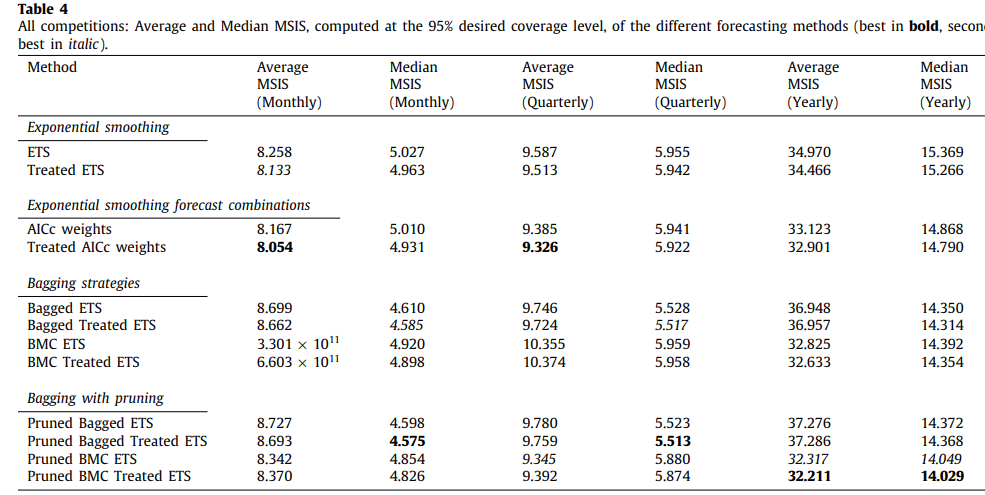 Table 4
All competitions: Average and Median MSIS, computed at the 95% desired coverage level, of the different forecasting methods (best in bold,
best in italic).
Method Average MSIS (Monthly) Median MSIS (Monthly) Average MSIS (Quarterly) Median MSIS (Quarterly) Average MSIS (Yearly) Median MSIS (Yearly)
Exponential smoothing
ETS 8.258 5.027 9.587 5.955 34.970 15.369
Treated ETS 8.133 4.963 9.513 5.942 34.466 15.266
Exponential smoothing forecast combinations
AICc weights 8.167 5.010 9.385 5.941 33.123 14.868
Treated AICc weights 8.054 4.931 9.326 5.922 32.901 14.790
Bagging strategies
Bagged ETS 8.699 4.610 9.746 5.528 36.948 14.350
Bagged Treated ETS 8.662 4.585 9.724 5.517 36.957 14.314
BMC ETS 3.301 × 10¹¹ 4.920 10.355 5.959 32.825 14.392
BMC Treated ETS 6.603 × 10¹¹ 4.898 10.374 5.958 32.633 14.354
Bagging with pruning
Pruned Bagged ETS 8.727 4.598 9.780 5.523 37.276 14.372
Pruned Bagged Treated ETS 8.693 4.575 9.759 5.513 37.286 14.368
Pruned BMC ETS 8.342 4.854 9.345 5.880 32.317 14.049
Pruned BMC Treated ETS 8.370 4.826 9.392 5.874 32.211 14.029